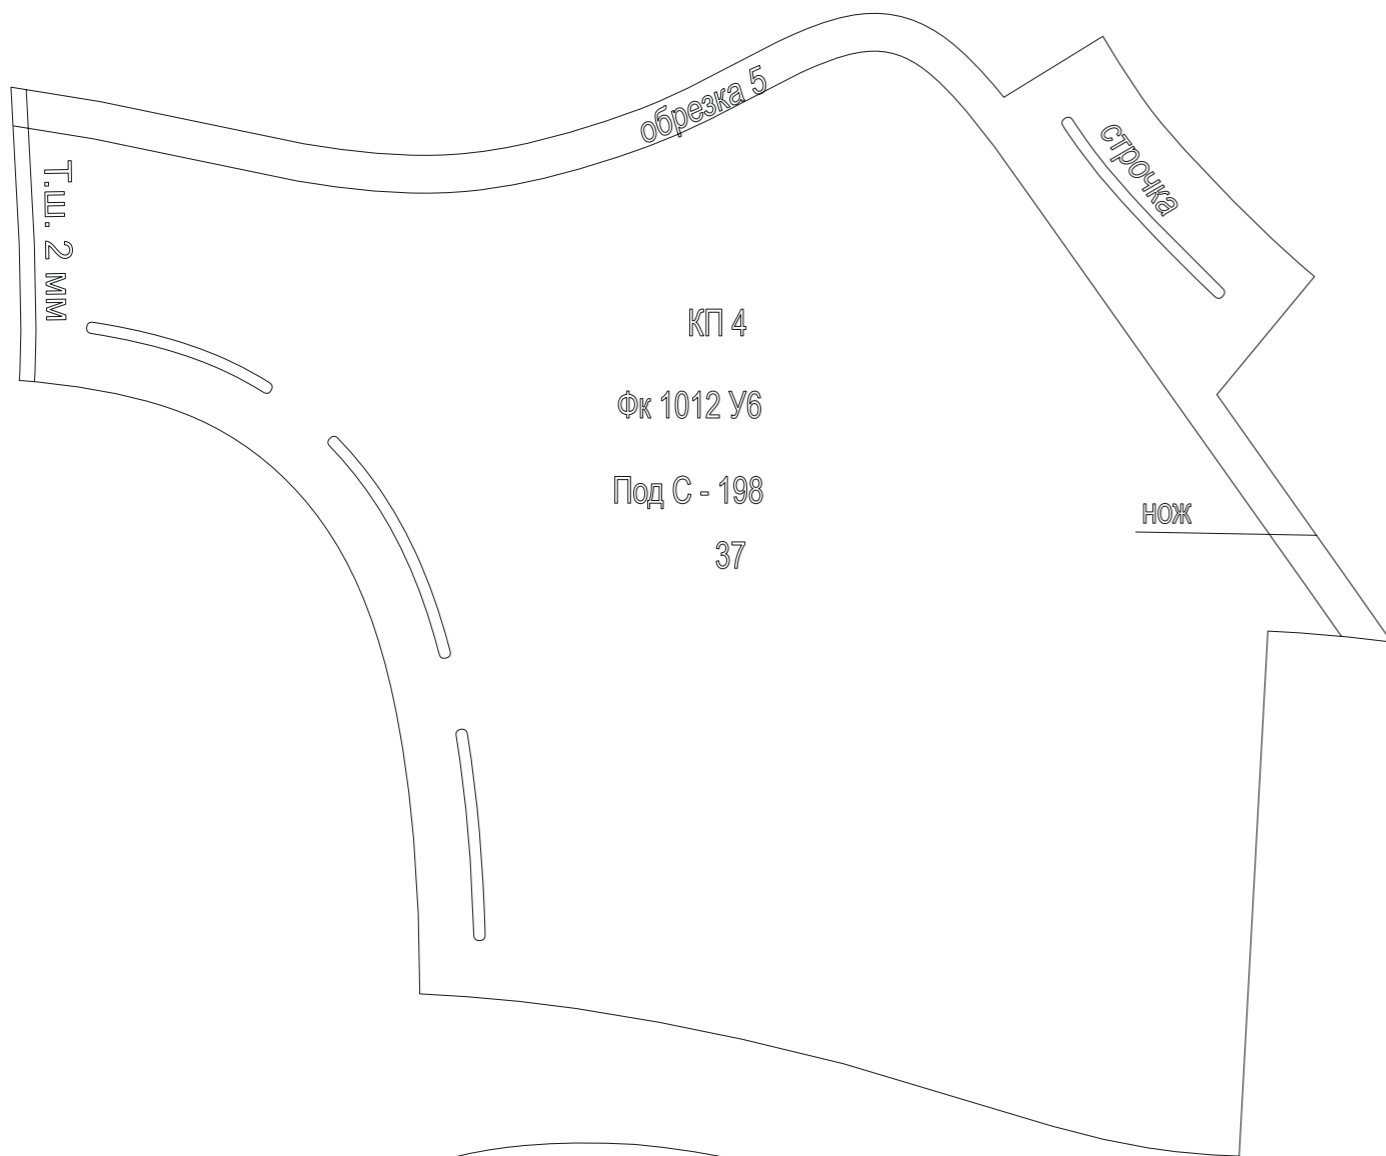 обрезка 5
строчка
Т.ш. 2 мм
КП 4
Фк 1012 У6
Под С - 198
нож
37